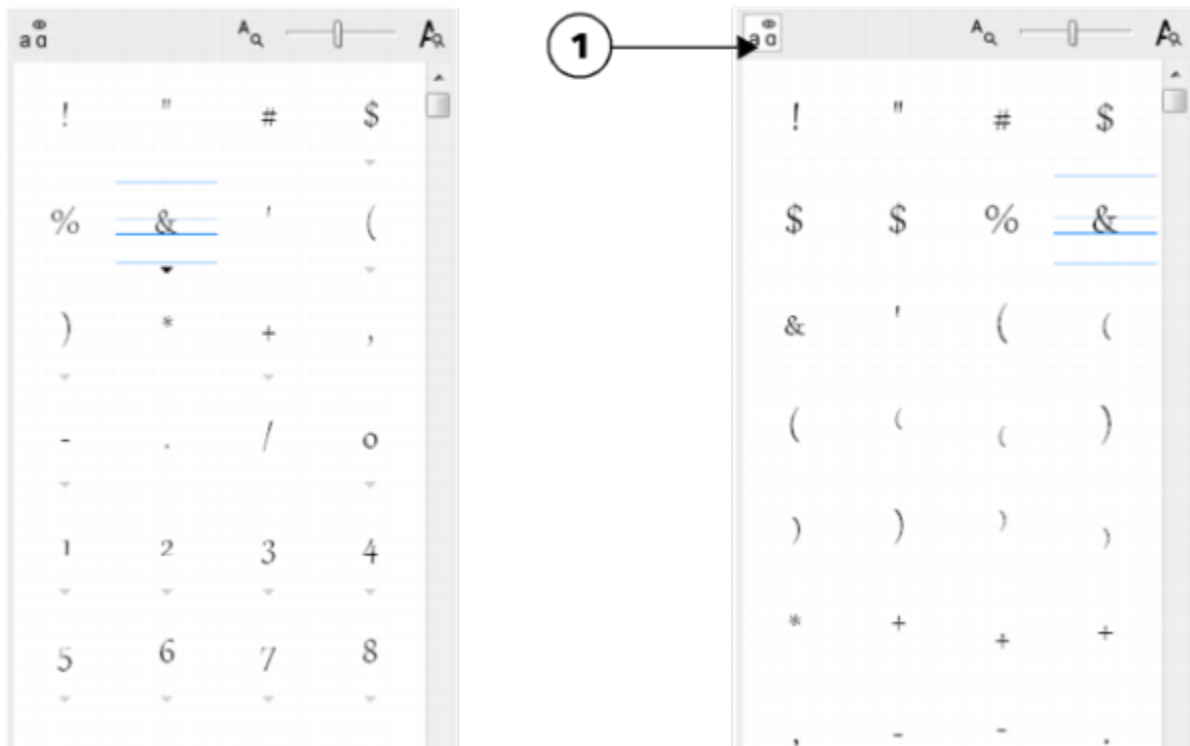 a a A A
! " # $
% & ' (
) * + ,
- . / 0
1 2 3 4
5 6 7 8
1
a a A A
! " # $
$ $ % &
& ' ( (
( ( ( )
) ) ) )
* + + +
, - - .